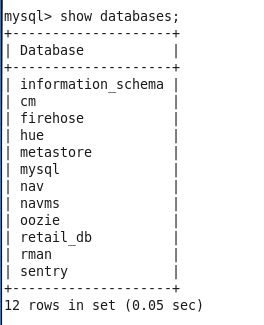 mysql> show databases;
+--------------------+
| Database           |
+--------------------+
| information_schema |
| cm                 |
| firehose           |
| hue                |
| metastore          |
| mysql              |
| nav                |
| navms              |
| oozie              |
| retail_db          |
| rman               |
| sentry             |
+--------------------+
12 rows in set (0.05 sec)